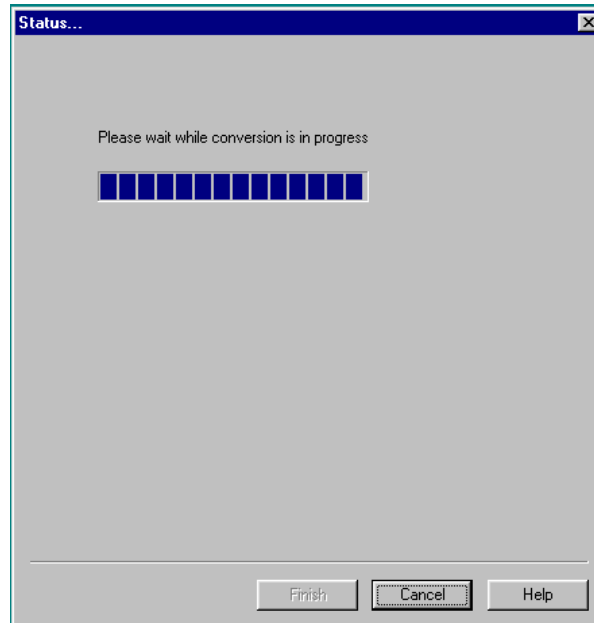 Status...
Please wait while conversion is in progress
Finish Cancel Help